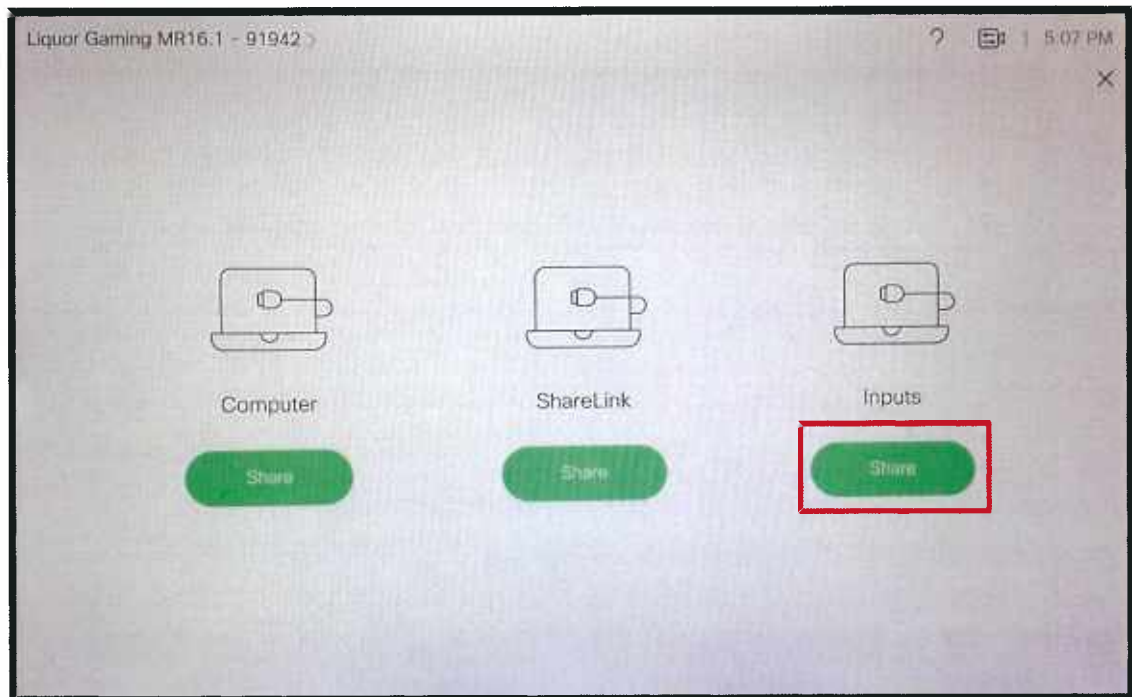 Liquor Gaming MR16.1 - 91942 >
? | 5:07 PM
×
Computer
ShareLink
Inputs
Share
Share
Share